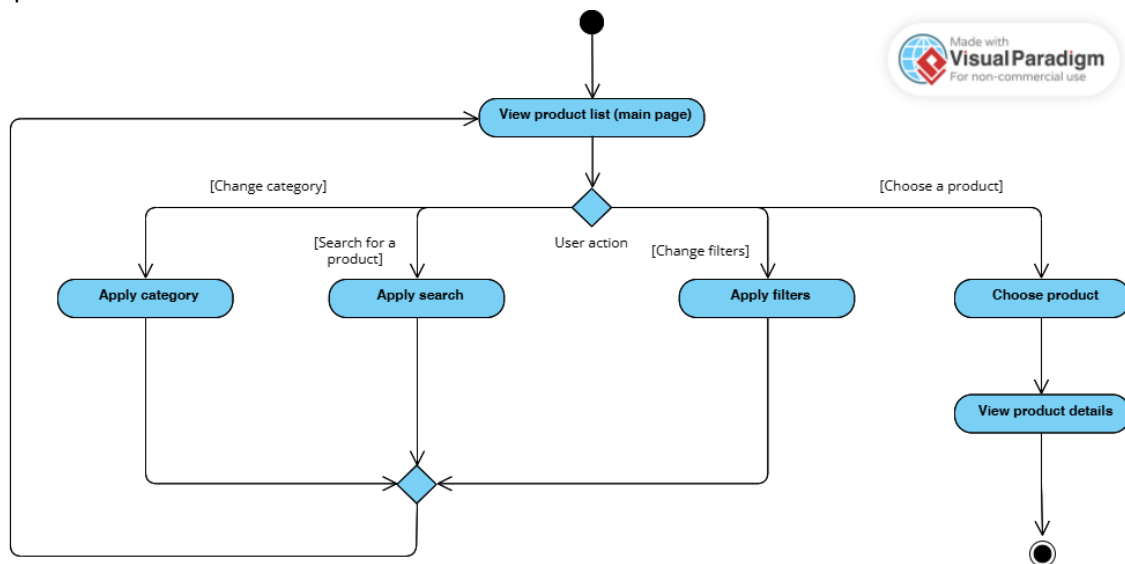 Made with
Visual Paradigm
For non-commercial use
View product list (main page)
[Change category]
[Choose a product]
[Search for a
product]
User action
[Change filters]
Apply category
Apply search
Apply filters
Choose product
View product details